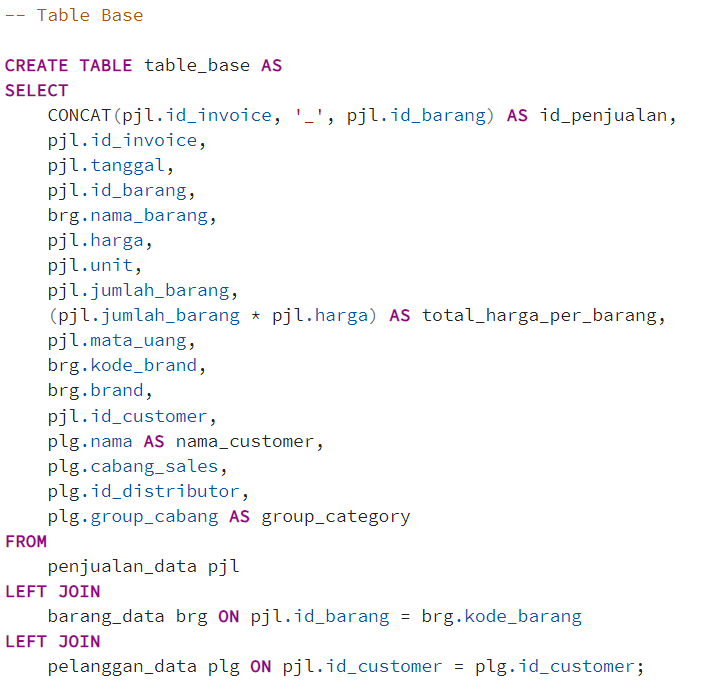 -- Table Base
CREATE TABLE table_base AS
SELECT
CONCAT(pjl.id_invoice, '_', pjl.id_barang) AS id_penjualan,
pjl.id_invoice,
pjl.tanggal,
pjl.id_barang,
brg.nama_barang,
pjl.harga,
pjl.unit,
pjl.jumlah_barang,
(pjl.jumlah_barang * pjl.harga) AS total_harga_per_barang,
pjl.mata_uang,
brg.kode_brand,
brg.brand,
pjl.id_customer,
plg.nama AS nama_customer,
plg.cabang_sales,
plg.id_distributor,
plg.group_cabang AS group_category
FROM
penjualan_data pjl
LEFT JOIN
barang_data brg ON pjl.id_barang = brg.kode_barang
LEFT JOIN
pelanggan_data plg ON pjl.id_customer = plg.id_customer;